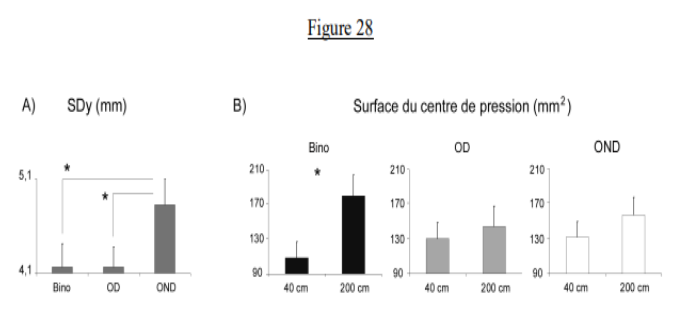 Figure 28
A) SDy (mm)
B) Surface du centre de pression (mm²)
Bino OD OND
5,1
4,1
*
*
Bino OD OND
210
170
130
90
*
40 cm 200 cm
210
170
130
90
40 cm 200 cm
210
170
130
90
40 cm 200 cm